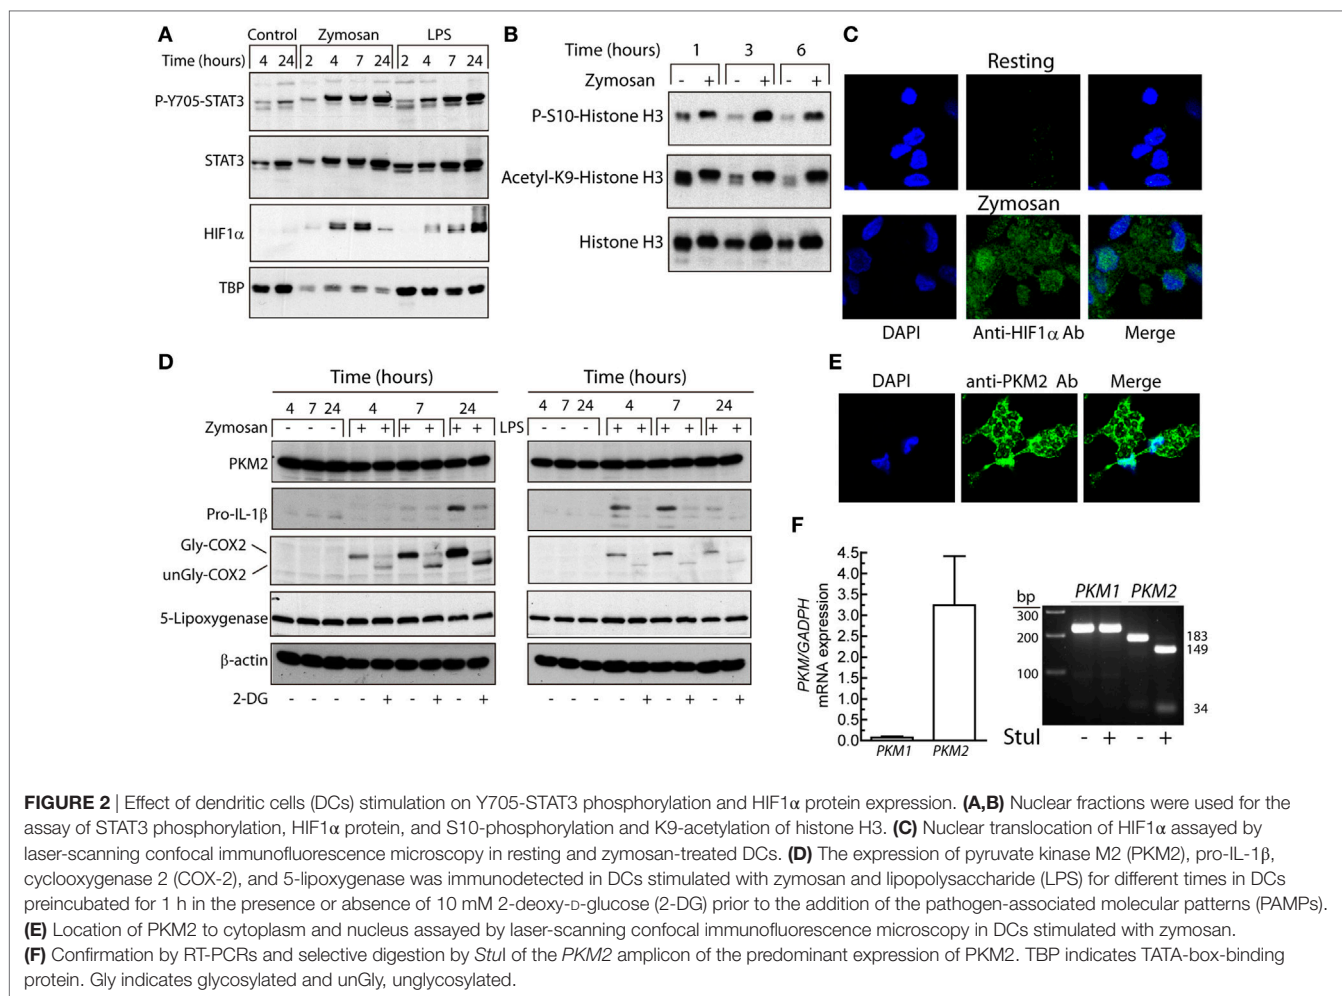 A
Control Zymosan LPS
Time (hours) 4 24 2 4 7 24 2 4 7 24
P-Y705-STAT3
STAT3
HIF1α
TBP
B
Time (hours) 1 3 6
Zymosan - + - + - +
P-S10-Histone H3
Acetyl-K9-Histone H3
Histone H3
C
Resting
Zymosan
DAPI Anti-HIF1α Ab Merge
D
Time (hours) Time (hours)
4 7 24 4 7 24 4 7 24 4 7 24
Zymosan - - - + + + + + + LPS - - - + + + + + +
PKM2
Pro-IL-1β
Gly-COX2
unGly-COX2
5-Lipoxygenase
β-actin
2-DG - - - - + - + - + - - - - + - + - +
E
DAPI anti-PKM2 Ab Merge
F
4.5
4.0
3.5
3.0
2.5
2.0
1.5
1.0
0.5
0.0
PKM/GADPH
mRNA expression
PKM1 PKM2
bp PKM1 PKM2
300
200
100
183
149
34
StuI - + - +
FIGURE 2 | Effect of dendritic cells (DCs) stimulation on Y705-STAT3 phosphorylation and HIF1α protein expression. (A,B) Nuclear fractions were used for the
assay of STAT3 phosphorylation, HIF1α protein, and S10-phosphorylation and K9-acetylation of histone H3. (C) Nuclear translocation of HIF1α assayed by
laser-scanning confocal immunofluorescence microscopy in resting and zymosan-treated DCs. (D) The expression of pyruvate kinase M2 (PKM2), pro-IL-1β,
cyclooxygenase 2 (COX-2), and 5-lipoxygenase was immunodetected in DCs stimulated with zymosan and lipopolysaccharide (LPS) for different times in DCs
preincubated for 1 h in the presence or absence of 10 mM 2-deoxy-D-glucose (2-DG) prior to the addition of the pathogen-associated molecular patterns (PAMPs).
(E) Location of PKM2 to cytoplasm and nucleus assayed by laser-scanning confocal immunofluorescence microscopy in DCs stimulated with zymosan.
(F) Confirmation by RT-PCRs and selective digestion by StuI of the PKM2 amplicon of the predominant expression of PKM2. TBP indicates TATA-box-binding
protein. Gly indicates glycosylated and unGly, unglycosylated.